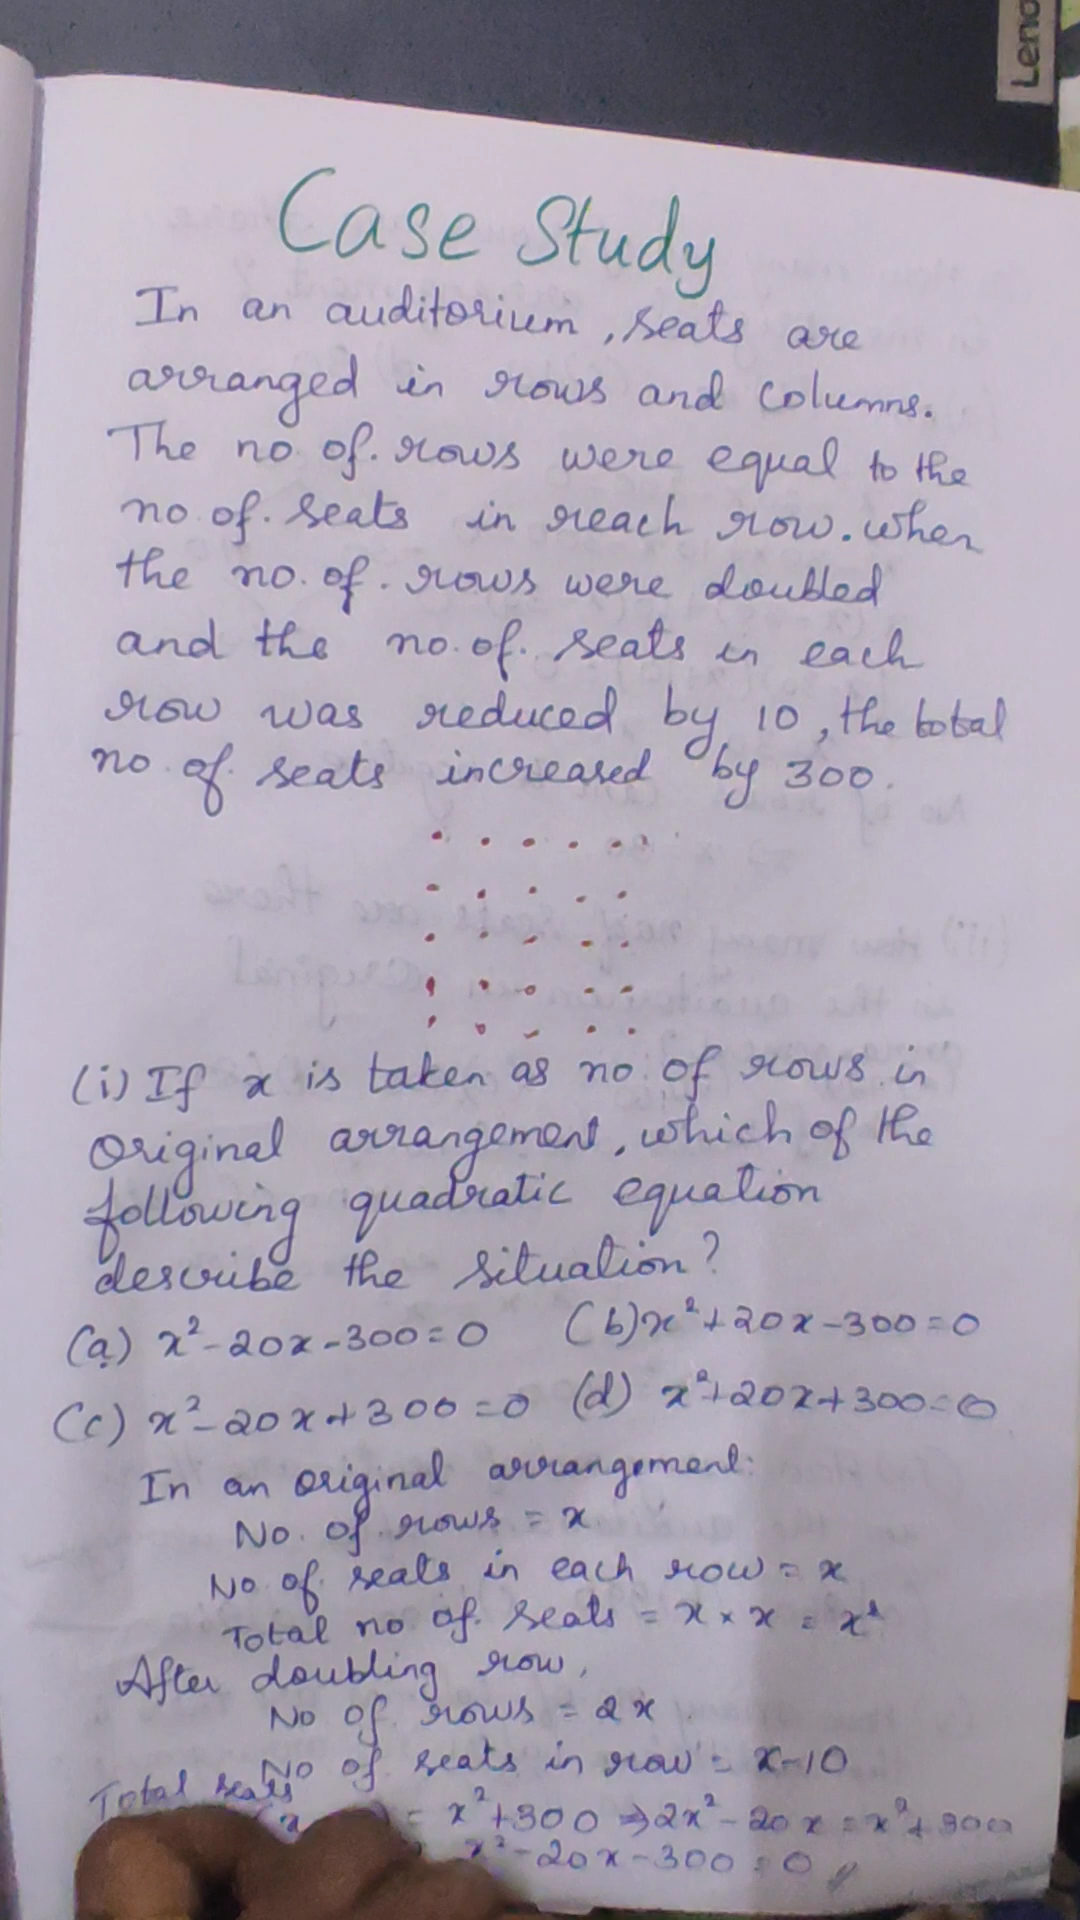 Leno
Case Study
In an auditorium, seats are
arranged in rows and columns.
The no. of. rows were equal to the
no. of. seats in reach row. when
the no. of. rows were doubled
and the no. of. seats in each
row was reduced by 10, the total
no. of. seats increased by 300.
(i) If x is taken as no. of rows in
Original arrangement, which of the
following quadratic equation
describe the situation?
(a) x²-20x-300=0 (b) x²+20x-300=0
(c) x²-20x+300=0 (d) x²+20x+300=0
In an original arrangement:
No. of. rows = x
No of. seats in each row = x
Total no of. seats = x × x = x²
After doubling row,
No of. rows = 2x
No of seats in row = x-10
Total seats
= x²+300 ⇒ 2x²-20x = x²+300
x²-20x-300=0